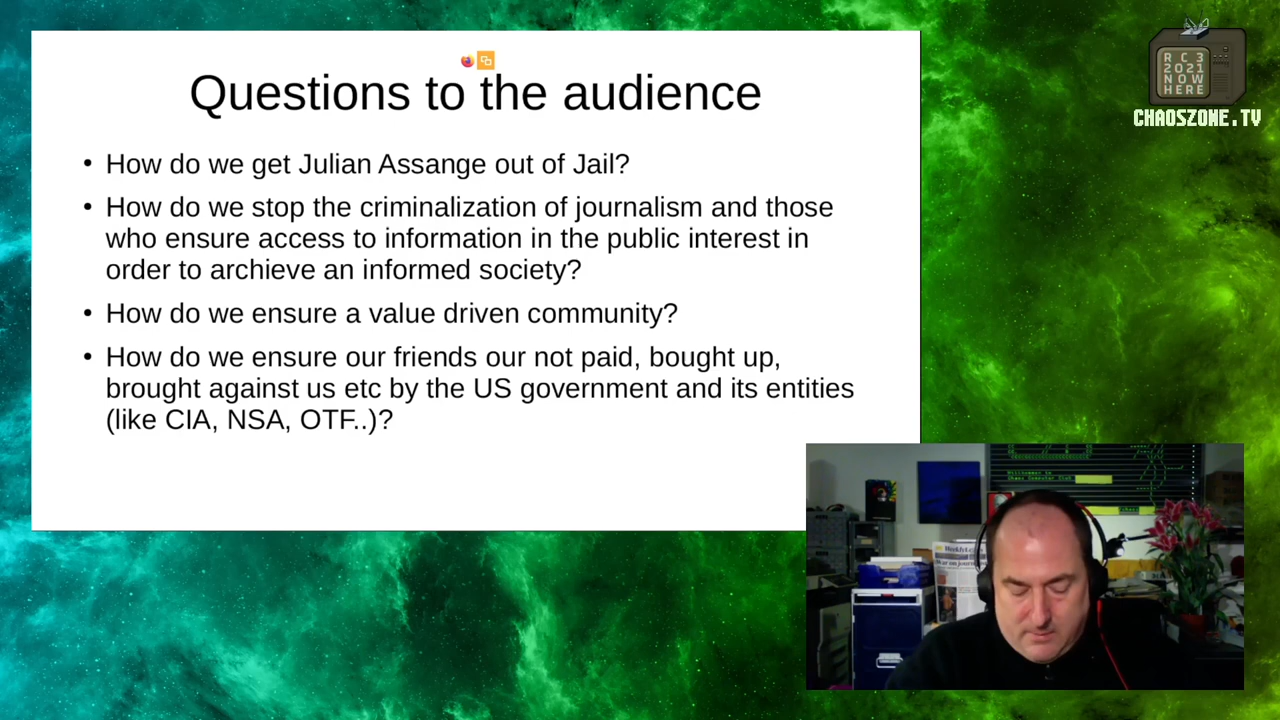 Questions to the audience
• How do we get Julian Assange out of Jail?
• How do we stop the criminalization of journalism and those
who ensure access to information in the public interest in
order to archieve an informed society?
• How do we ensure a value driven community?
• How do we ensure our friends our not paid, bought up,
brought against us etc by the US government and its entities
(like CIA, NSA, OTF..)?
RC3
2021
NOW
HERE
CHAOSZONE.TV